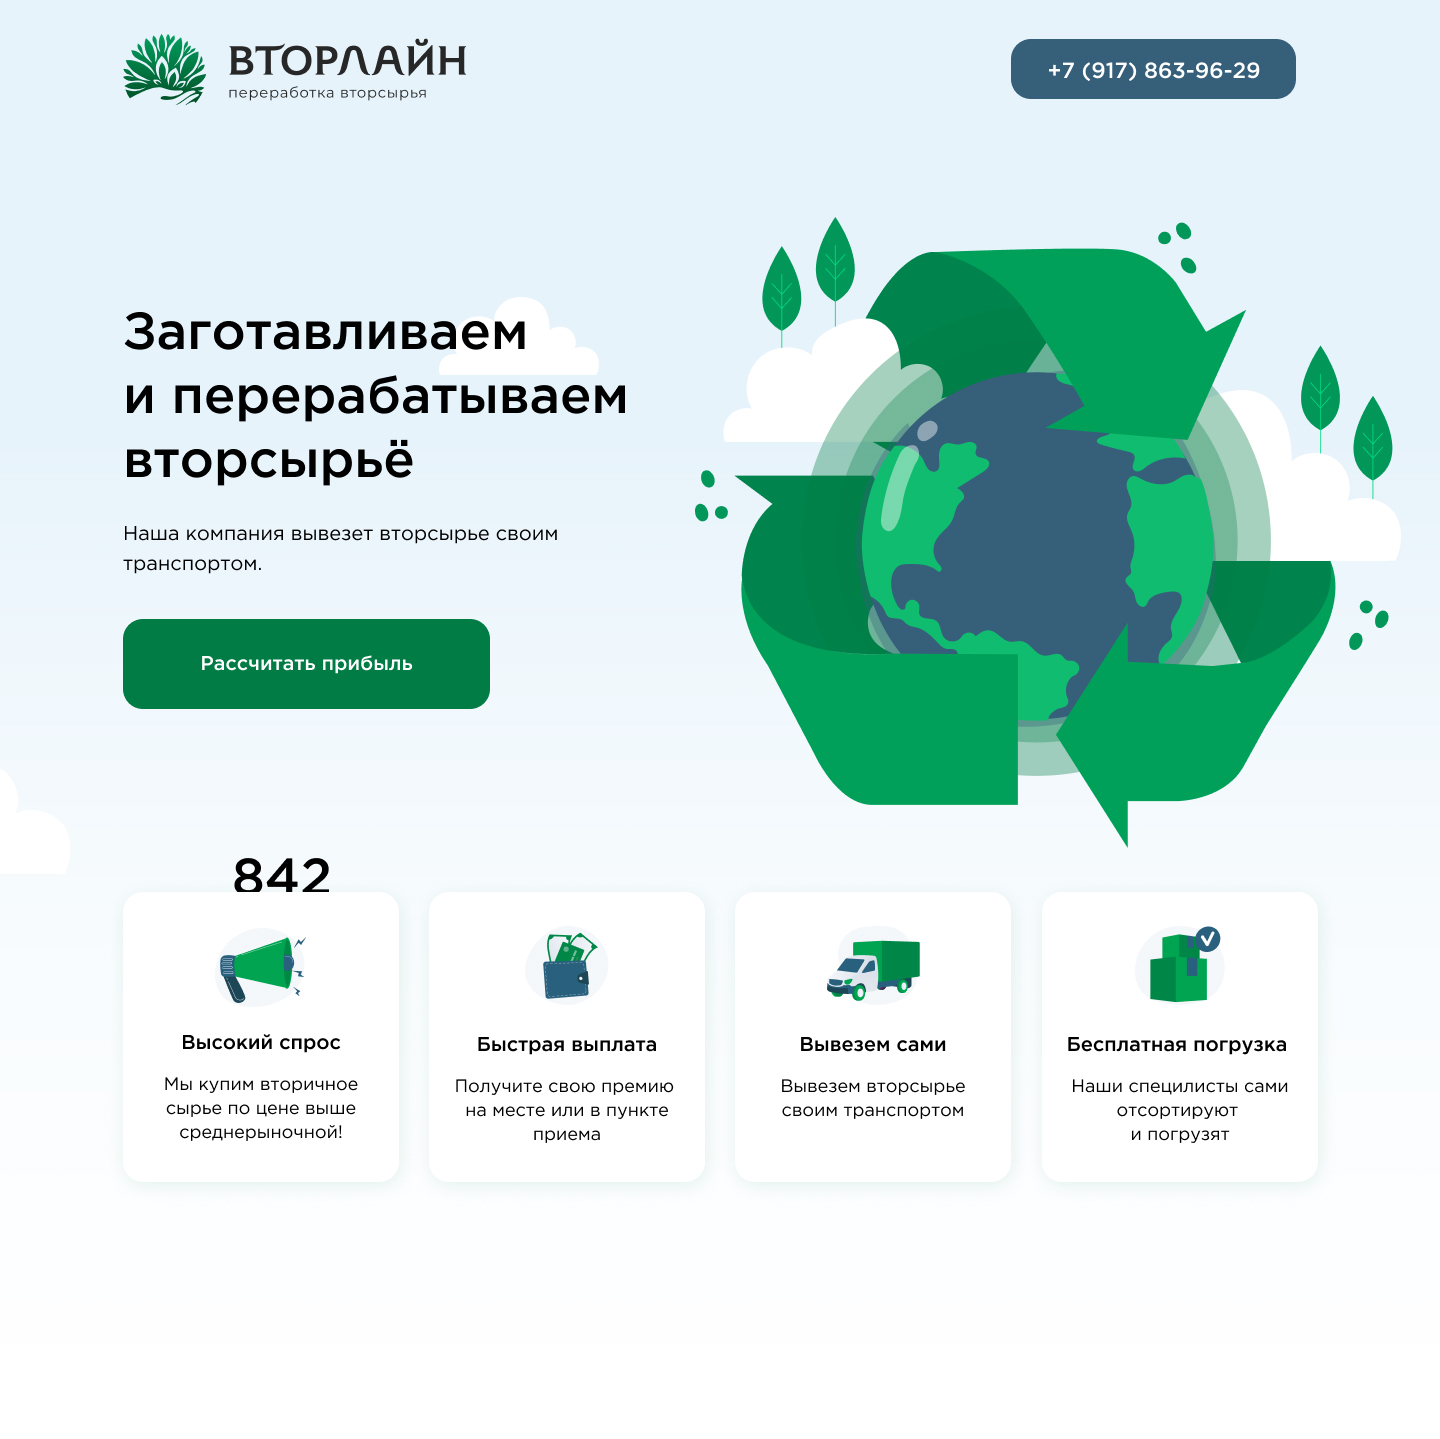 ВТОРЛАЙН
переработка вторсырья
+7 (917) 863-96-29
Заготавливаем
и перерабатываем
вторсырьё
Наша компания вывезет вторсырье своим
транспортом.
Рассчитать прибыль
842
Высокий спрос
Мы купим вторичное
сырье по цене выше
среднерыночной!
Быстрая выплата
Получите свою премию
на месте или в пункте
приема
Вывезем сами
Вывезем вторсырье
своим транспортом
Бесплатная погрузка
Наши специлисты сами
отсортируют
и погрузят